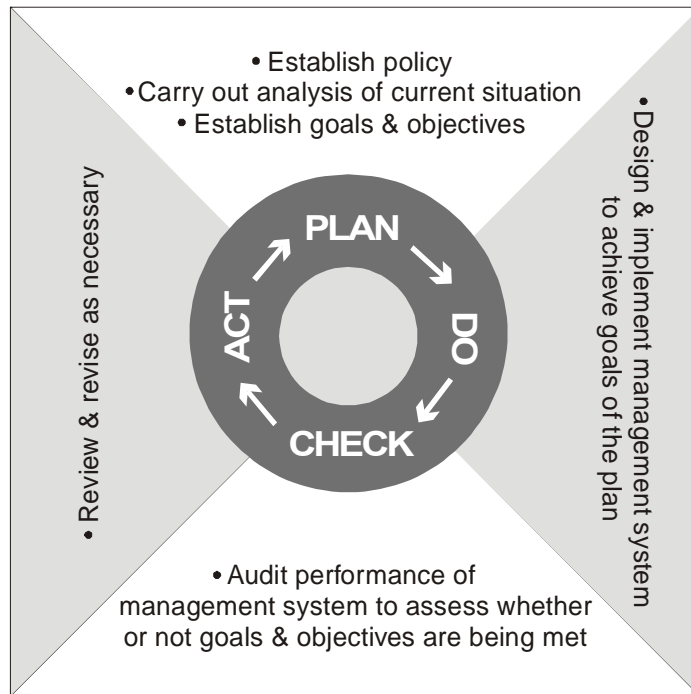 • Establish policy
• Carry out analysis of current situation
• Establish goals & objectives
• Design & implement management system
to achieve goals of the plan
• Review & revise as necessary
PLAN
DO
CHECK
ACT
• Audit performance of
management system to assess whether
or not goals & objectives are being met